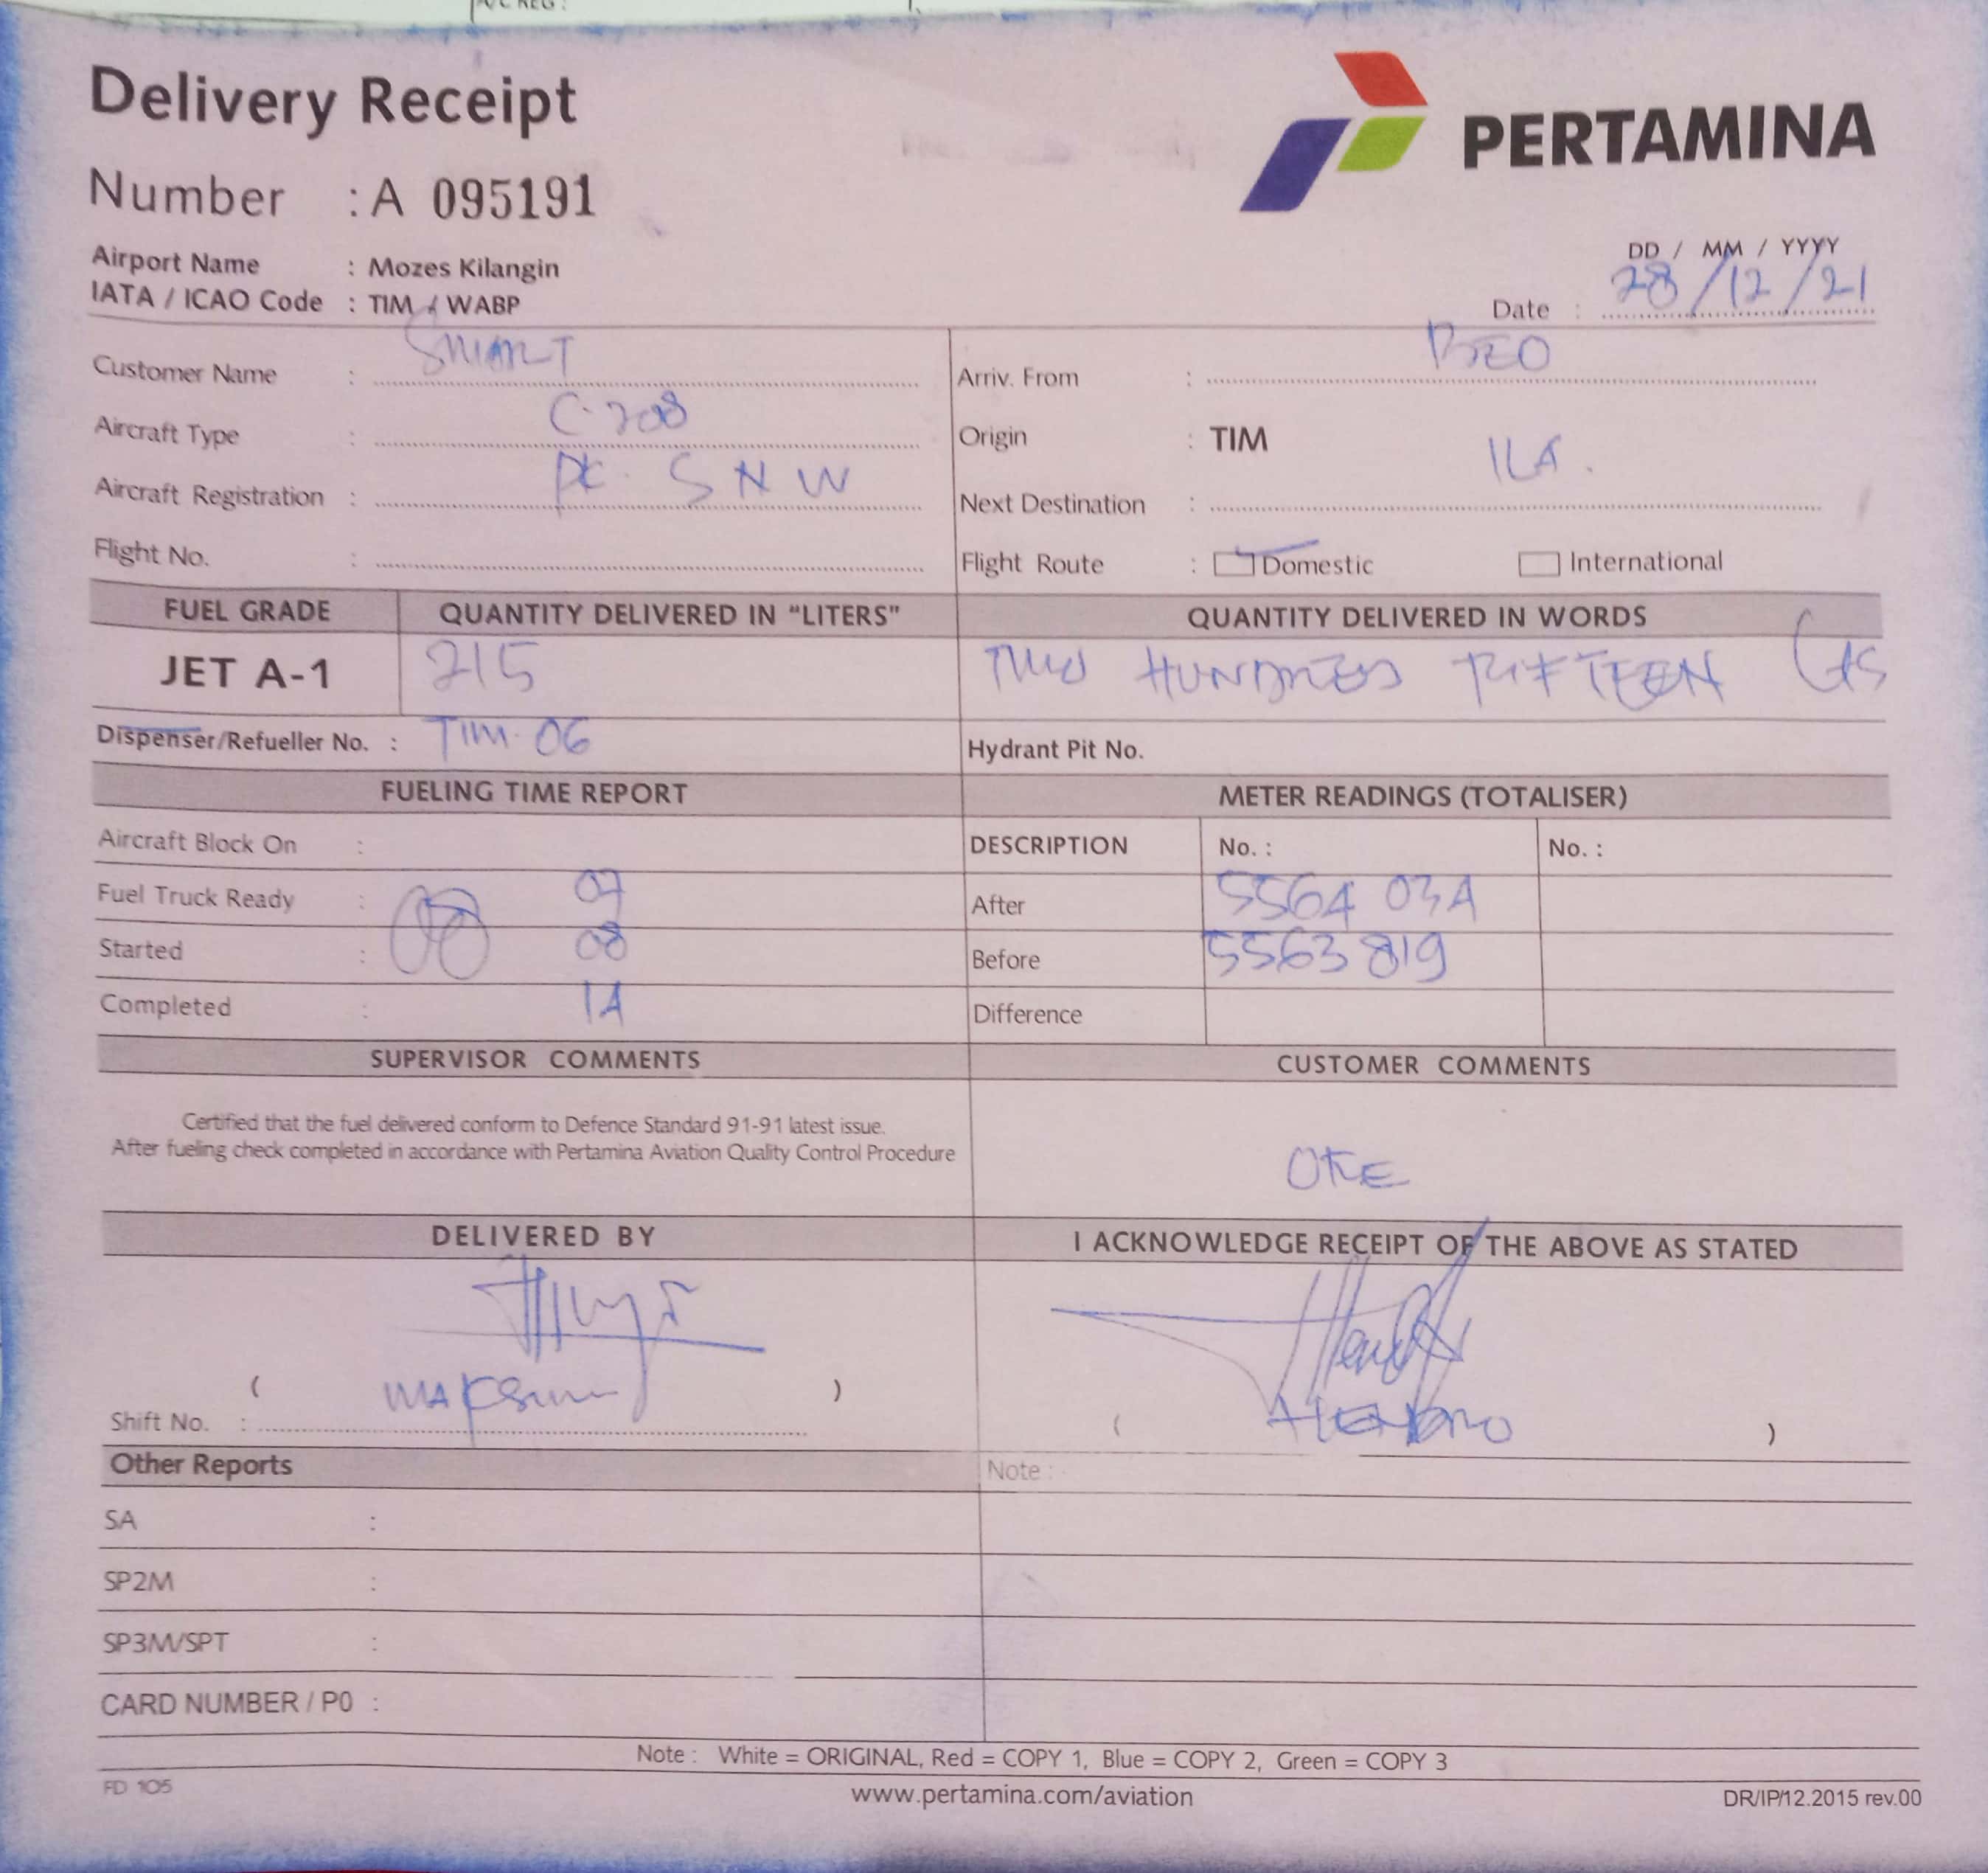 A/C REG :
Delivery Receipt
PERTAMINA
Number : A 095191
Airport Name : Mozes Kilangin
IATA / ICAO Code : TIM / WABP
DD / MM / YYYY
Date : 28/12/21
Customer Name : SMART
Arriv. From :
Aircraft Type : C-208
Origin : TIM
Aircraft Registration : PK. SNW
Next Destination : ILA.
Flight No. :
Flight Route : Domestic International
FUEL GRADE QUANTITY DELIVERED IN "LITERS" QUANTITY DELIVERED IN WORDS
JET A-1 215 TWO HUNDRED FIFTEEN
Dispenser/Refueller No. : TIM-06 Hydrant Pit No.
FUELING TIME REPORT METER READINGS (TOTALISER)
Aircraft Block On : DESCRIPTION No. : No. :
Fuel Truck Ready : 07 After 5564 034
Started : 08 08 Before 5563 819
Completed : 14 Difference
SUPERVISOR COMMENTS CUSTOMER COMMENTS
Certified that the fuel delivered conform to Defence Standard 91-91 latest issue.
After fueling check completed in accordance with Pertamina Aviation Quality Control Procedure
OKE
DELIVERED BY I ACKNOWLEDGE RECEIPT OF THE ABOVE AS STATED
( MAKSUM )
Shift No. :
( )
Other Reports Note :
SA :
SP2M :
SP3M/SPT :
CARD NUMBER / P0 :
Note : White = ORIGINAL, Red = COPY 1, Blue = COPY 2, Green = COPY 3
FD 105 www.pertamina.com/aviation DR/IP/12.2015 rev.00